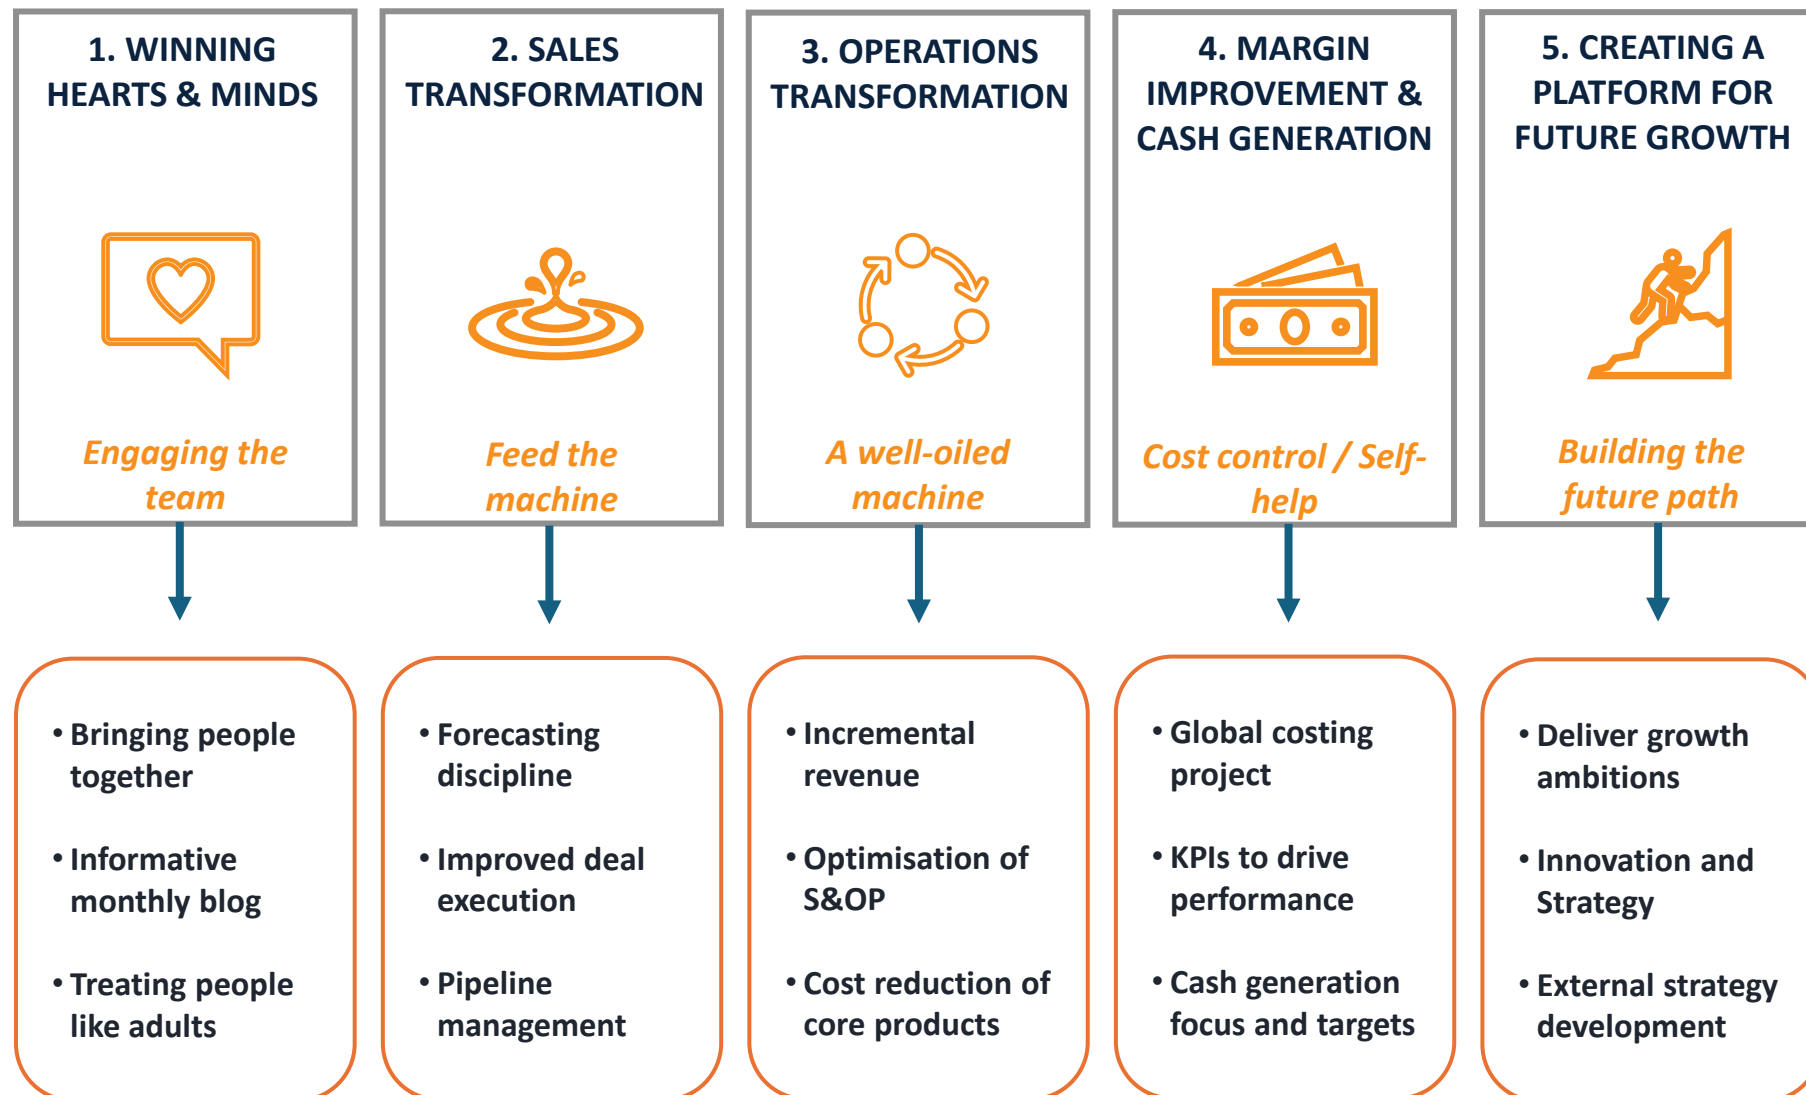 1. WINNING
HEARTS & MINDS
Engaging the
team
• Bringing people
together
• Informative
monthly blog
• Treating people
like adults
2. SALES
TRANSFORMATION
Feed the
machine
• Forecasting
discipline
• Improved deal
execution
• Pipeline
management
3. OPERATIONS
TRANSFORMATION
A well-oiled
machine
• Incremental
revenue
• Optimisation of
S&OP
• Cost reduction of
core products
4. MARGIN
IMPROVEMENT &
CASH GENERATION
Cost control / Self-
help
• Global costing
project
• KPIs to drive
performance
• Cash generation
focus and targets
5. CREATING A
PLATFORM FOR
FUTURE GROWTH
Building the
future path
• Deliver growth
ambitions
• Innovation and
Strategy
• External strategy
development